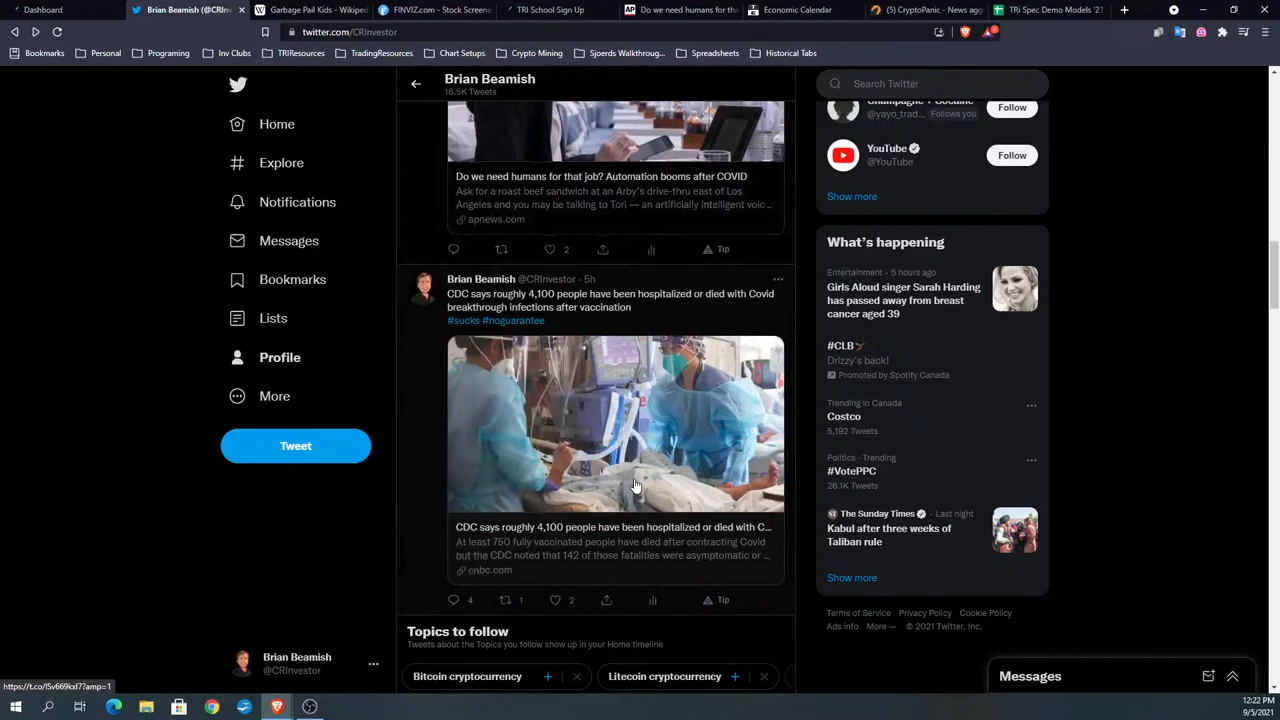 Dashboard
Brian Beamish (@CRInv
Garbage Pail Kids - Wikiped
FINVIZ.com - Stock Screene
TRI School Sign Up
Do we need humans for tha
Economic Calendar
(5) CryptoPanic - News agg
TRi Spec Demo Models '21
twitter.com/CRInvestor
Bookmarks
Personal
Programing
Inv Clubs
TRIResources
TradingResources
Chart Setups
Crypto Mining
Sjoerds Walkthroug...
Spreadsheets
Historical Tabs
Home
Explore
Notifications
Messages
Bookmarks
Lists
Profile
More
Tweet
Brian Beamish
@CRInvestor
Brian Beamish
16.5K Tweets
Do we need humans for that job? Automation booms after COVID
Ask for a roast beef sandwich at an Arby's drive-thru east of Los
Angeles and you may be talking to Tori — an artificially intelligent voic...
apnews.com
2
Tip
Brian Beamish @CRInvestor · 5h
CDC says roughly 4,100 people have been hospitalized or died with Covid
breakthrough infections after vaccination
#sucks #noguarantee
CDC says roughly 4,100 people have been hospitalized or died with C...
At least 750 fully vaccinated people have died after contracting Covid
but the CDC noted that 142 of those fatalities were asymptomatic or ...
cnbc.com
4
1
2
Tip
Topics to follow
Tweets about the Topics you follow show up in your Home timeline
Bitcoin cryptocurrency
Litecoin cryptocurrency
Search Twitter
Champagne + Cocaine
@yayo_trad... Follows you
Follow
YouTube
@YouTube
Follow
Show more
What's happening
Entertainment · 5 hours ago
Girls Aloud singer Sarah Harding
has passed away from breast
cancer aged 39
#CLB
Drizzy's back!
Promoted by Spotify Canada
Trending in Canada
Costco
5,192 Tweets
Politics · Trending
#VotePPC
26.1K Tweets
The Sunday Times · Last night
Kabul after three weeks of
Taliban rule
Show more
Terms of Service Privacy Policy Cookie Policy
Ads info More ··· © 2021 Twitter, Inc.
Messages
12:22 PM
9/5/2021